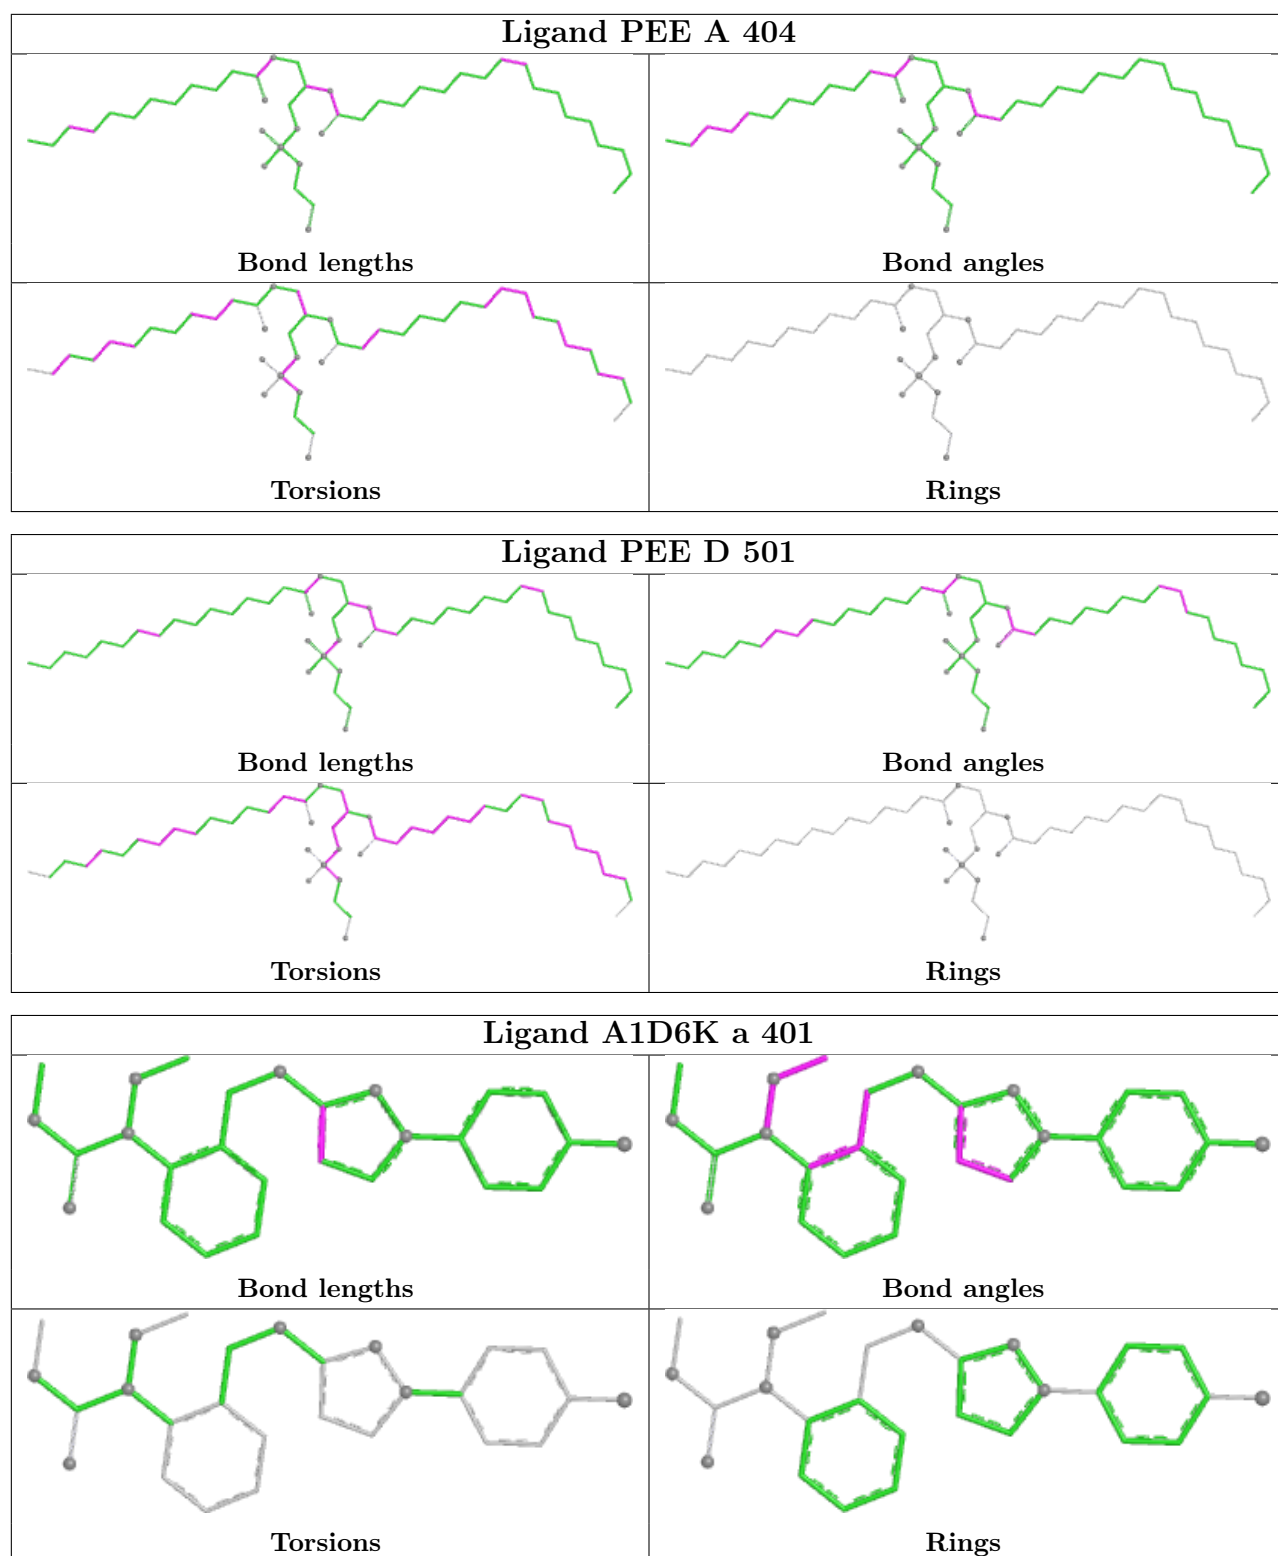 Ligand PEE A 404
Bond lengths
Bond angles
Torsions
Rings
Ligand PEE D 501
Bond lengths
Bond angles
Torsions
Rings
Ligand A1D6K a 401
Bond lengths
Bond angles
Torsions
Rings